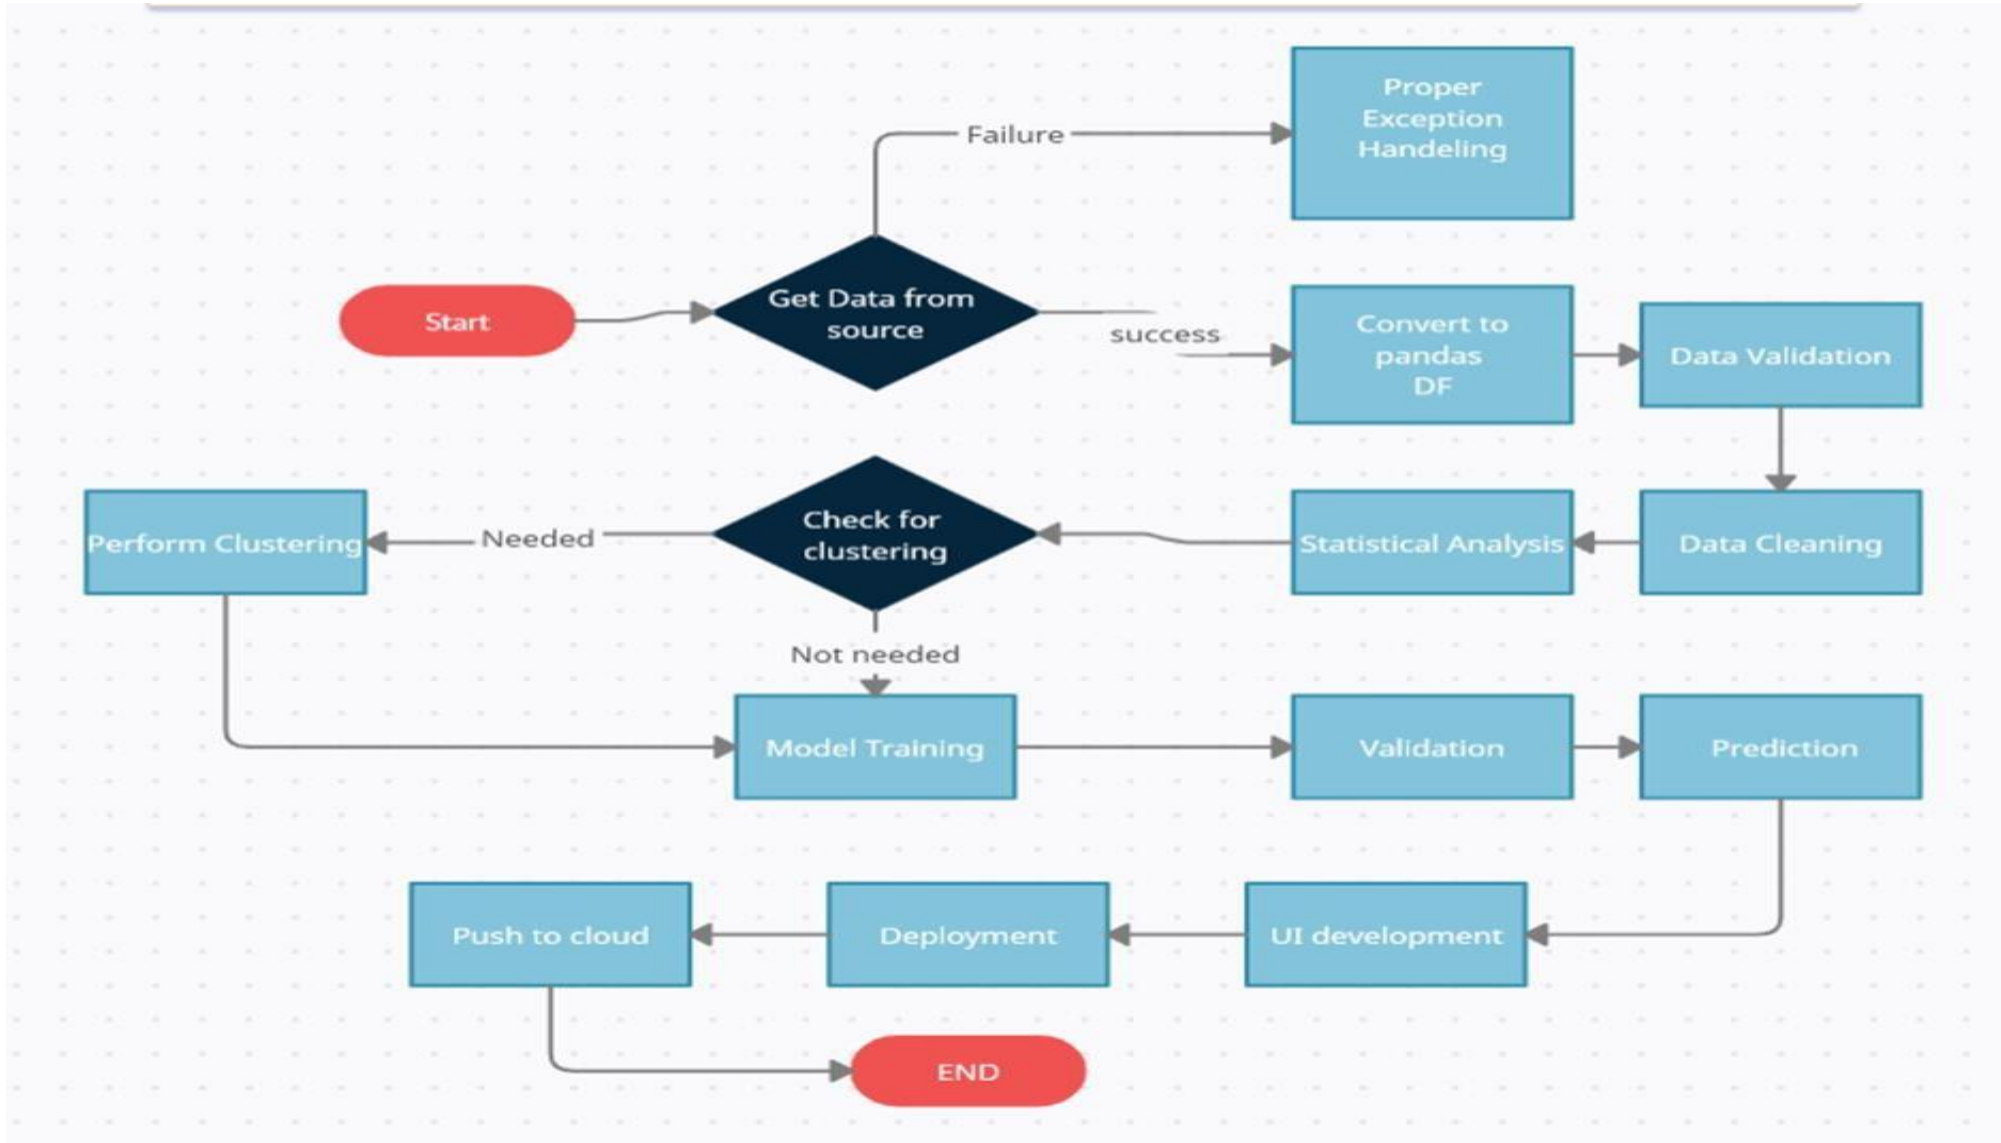 Proper
Exception
Handeling
Failure
Start
Get Data from
source
success
Convert to
pandas
DF
Data Validation
Perform Clustering
Needed
Check for
clustering
Statistical Analysis
Data Cleaning
Not needed
Model Training
Validation
Prediction
Push to cloud
Deployment
UI development
END